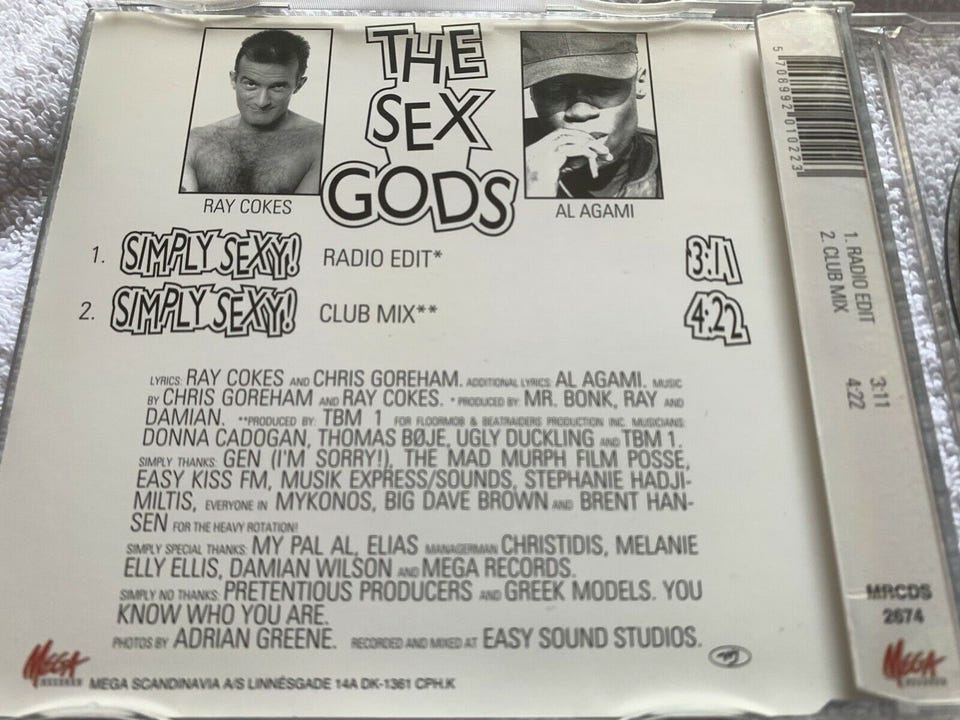 THE
SEX
GODS
RAY COKES
AL AGAMI
1. SIMPLY SEXY! RADIO EDIT* 3:11
2. SIMPLY SEXY! CLUB MIX** 4:22
LYRICS: RAY COKES AND CHRIS GOREHAM. ADDITIONAL LYRICS: AL AGAMI. MUSIC
BY CHRIS GOREHAM AND RAY COKES. * PRODUCED BY MR. BONK, RAY AND
DAMIAN. **PRODUCED BY: TBM 1 FOR FLOORMOB & BEATRAIDERS PRODUCTION INC. MUSICIANS:
DONNA CADOGAN, THOMAS BØJE, UGLY DUCKLING AND TBM 1.
SIMPLY THANKS: GEN (I'M SORRY!), THE MAD MURPH FILM POSSE,
EASY KISS FM, MUSIK EXPRESS/SOUNDS, STEPHANIE HADJI-
MILTIS, EVERYONE IN MYKONOS, BIG DAVE BROWN AND BRENT HAN-
SEN FOR THE HEAVY ROTATION!
SIMPLY SPECIAL THANKS: MY PAL AL, ELIAS MANAGERMAN CHRISTIDIS, MELANIE
ELLY ELLIS, DAMIAN WILSON AND MEGA RECORDS.
SIMPLY NO THANKS: PRETENTIOUS PRODUCERS AND GREEK MODELS. YOU
KNOW WHO YOU ARE.
PHOTOS BY ADRIAN GREENE. RECORDED AND MIXED AT EASY SOUND STUDIOS.
MEGA
RECORDS
MEGA SCANDINAVIA A/S LINNÉSGADE 14A DK-1361 CPH.K
5 708992 010223
1. RADIO EDIT 3:11
2. CLUB MIX 4:22
MRCDS
2674
MEGA
RECORDS